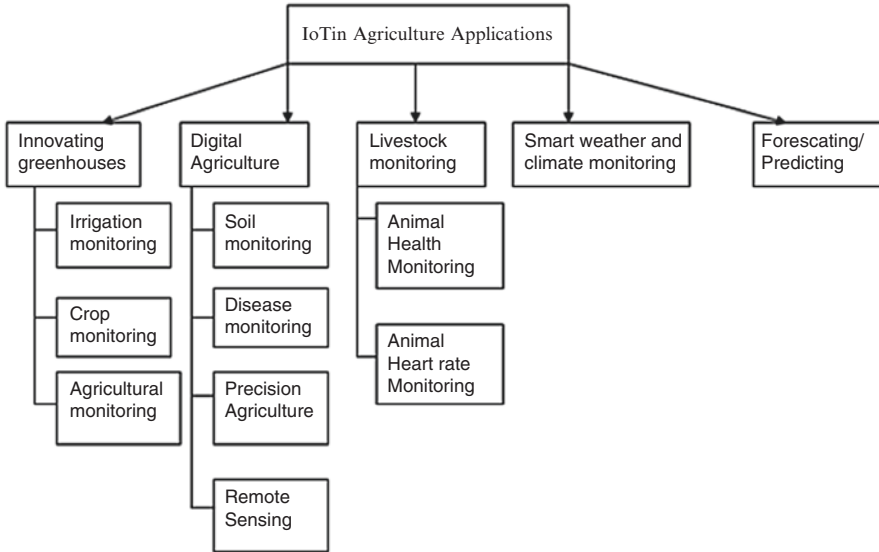 IoTin Agriculture Applications
Innovating
greenhouses
Digital
Agriculture
Livestock
monitoring
Smart weather and
climate monitoring
Forescating/
Predicting
Irrigation
monitoring
Crop
monitoring
Agricultural
monitoring
Soil
monitoring
Disease
monitoring
Precision
Agriculture
Remote
Sensing
Animal
Health
Monitoring
Animal
Heart rate
Monitoring